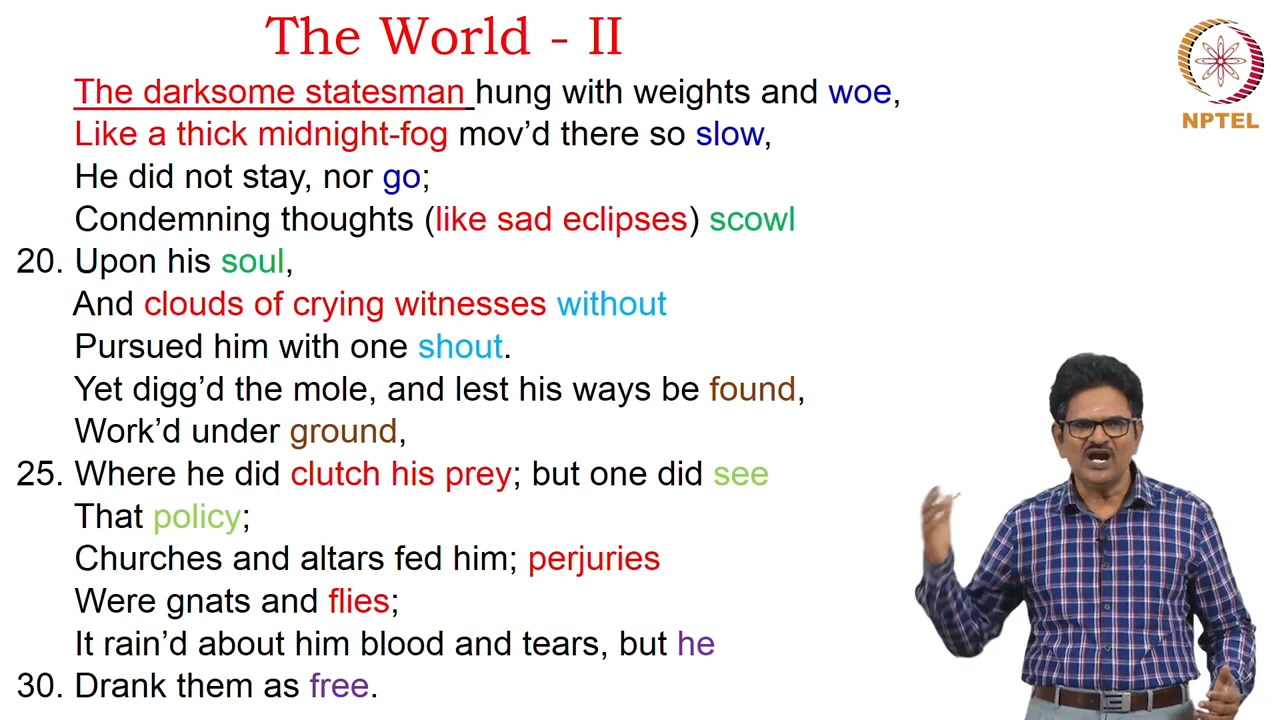 The World - II
NPTEL
The darksome statesman hung with weights and woe,
Like a thick midnight-fog mov’d there so slow,
He did not stay, nor go;
Condemning thoughts (like sad eclipses) scowl
20. Upon his soul,
And clouds of crying witnesses without
Pursued him with one shout.
Yet digg’d the mole, and lest his ways be found,
Work’d under ground,
25. Where he did clutch his prey; but one did see
That policy;
Churches and altars fed him; perjuries
Were gnats and flies;
It rain’d about him blood and tears, but he
30. Drank them as free.